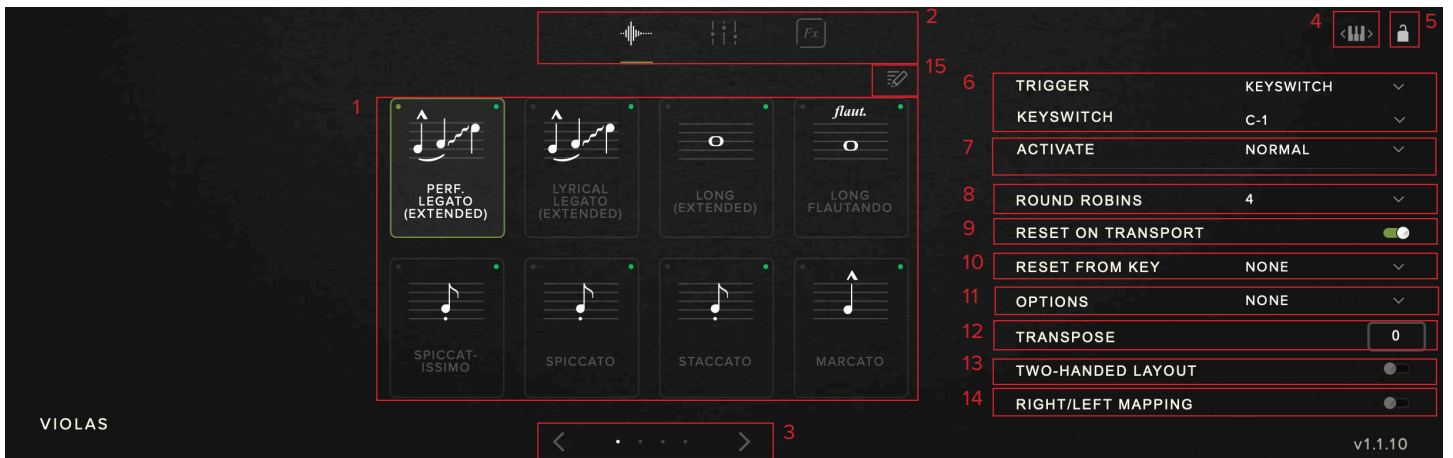 2
4
5
Fx
15
1
flaut.
PERF.
LEGATO
(EXTENDED)
LYRICAL
LEGATO
(EXTENDED)
LONG
(EXTENDED)
LONG
FLAUTANDO
SPICCAT-
ISSIMO
SPICCATO
STACCATO
MARCATO
6 TRIGGER KEYSWITCH
KEYSWITCH C-1
7 ACTIVATE NORMAL
8 ROUND ROBINS 4
9 RESET ON TRANSPORT
10 RESET FROM KEY NONE
11 OPTIONS NONE
12 TRANSPOSE 0
13 TWO-HANDED LAYOUT
14 RIGHT/LEFT MAPPING
VIOLAS
3
v1.1.10